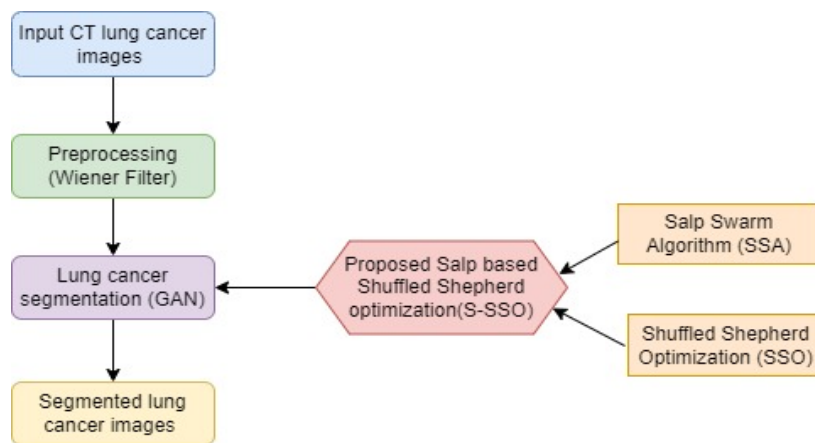 Input CT lung cancer
images
Preprocessing
(Wiener Filter)
Lung cancer
segmentation (GAN)
Segmented lung
cancer images
Proposed Salp based
Shuffled Shepherd
optimization(S-SSO)
Salp Swarm
Algorithm (SSA)
Shuffled Shepherd
Optimization (SSO)